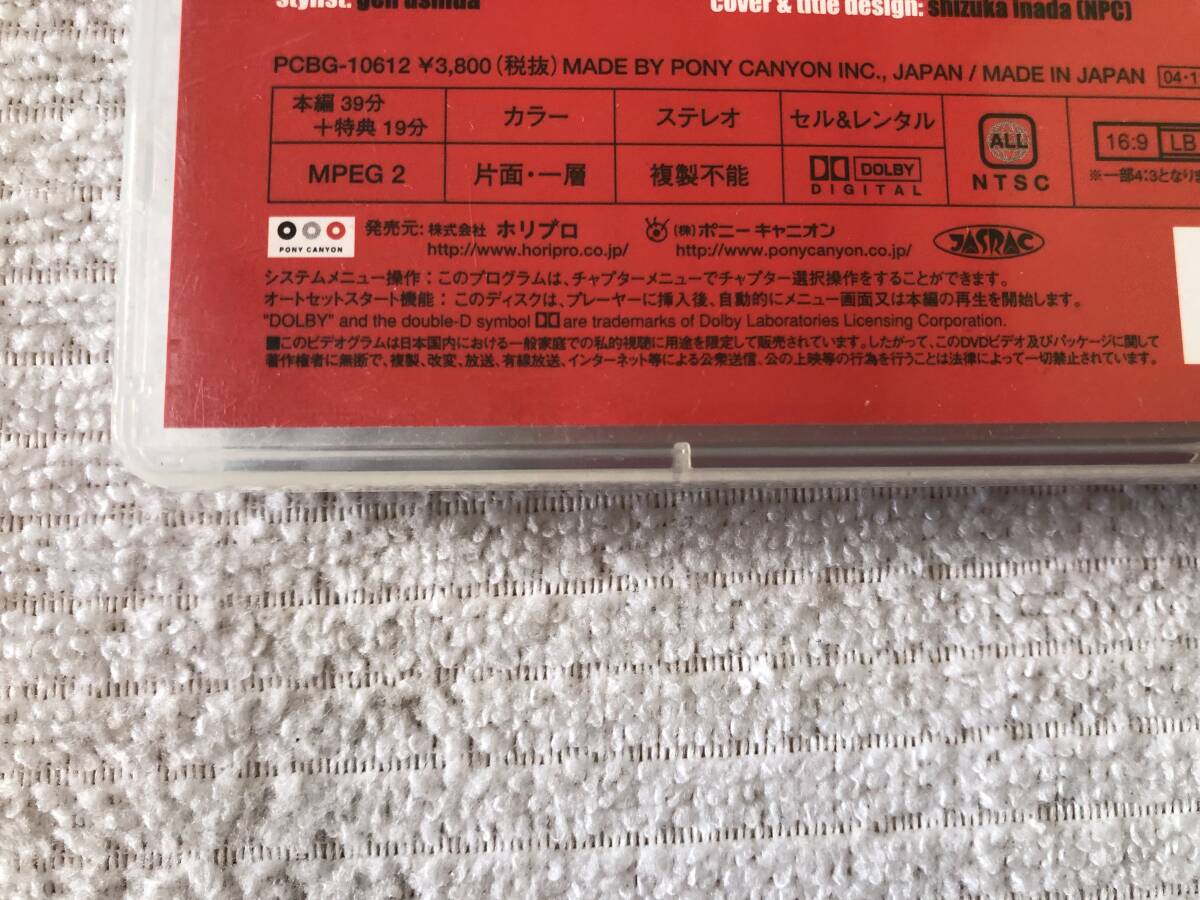 stylist: gen ushida
cover & title design: shizuka inada (NPC)
PCBG-10612 ¥3,800(税抜) MADE BY PONY CANYON INC., JAPAN / MADE IN JAPAN
本編 39分
+特典 19分
カラー
ステレオ
セル&レンタル
ALL
NTSC
16:9 LB
※一部4:3となりま
MPEG 2
片面・一層
複製不能
DOLBY
DIGITAL
PONY CANYON
発売元: 株式会社 ホリプロ
http://www.horipro.co.jp/
(株) ポニー キャニオン
http://www.ponycanyon.co.jp/
JASRAC
システムメニュー操作:このプログラムは、チャプターメニューでチャプター選択操作をすることができます。
オートセットスタート機能:このディスクは、プレーヤーに挿入後、自動的にメニュー画面又は本編の再生を開始します。
"DOLBY" and the double-D symbol are trademarks of Dolby Laboratories Licensing Corporation.
■このビデオグラムは日本国内における一般家庭での私的視聴に用途を限定して販売されています。したがって、このDVDビデオ及びパッケージに関して
著作権者に無断で、複製、改変、放送、有線放送、インターネット等による公衆送信、公の上映等の行為を行うことは法律によって一切禁止されています。